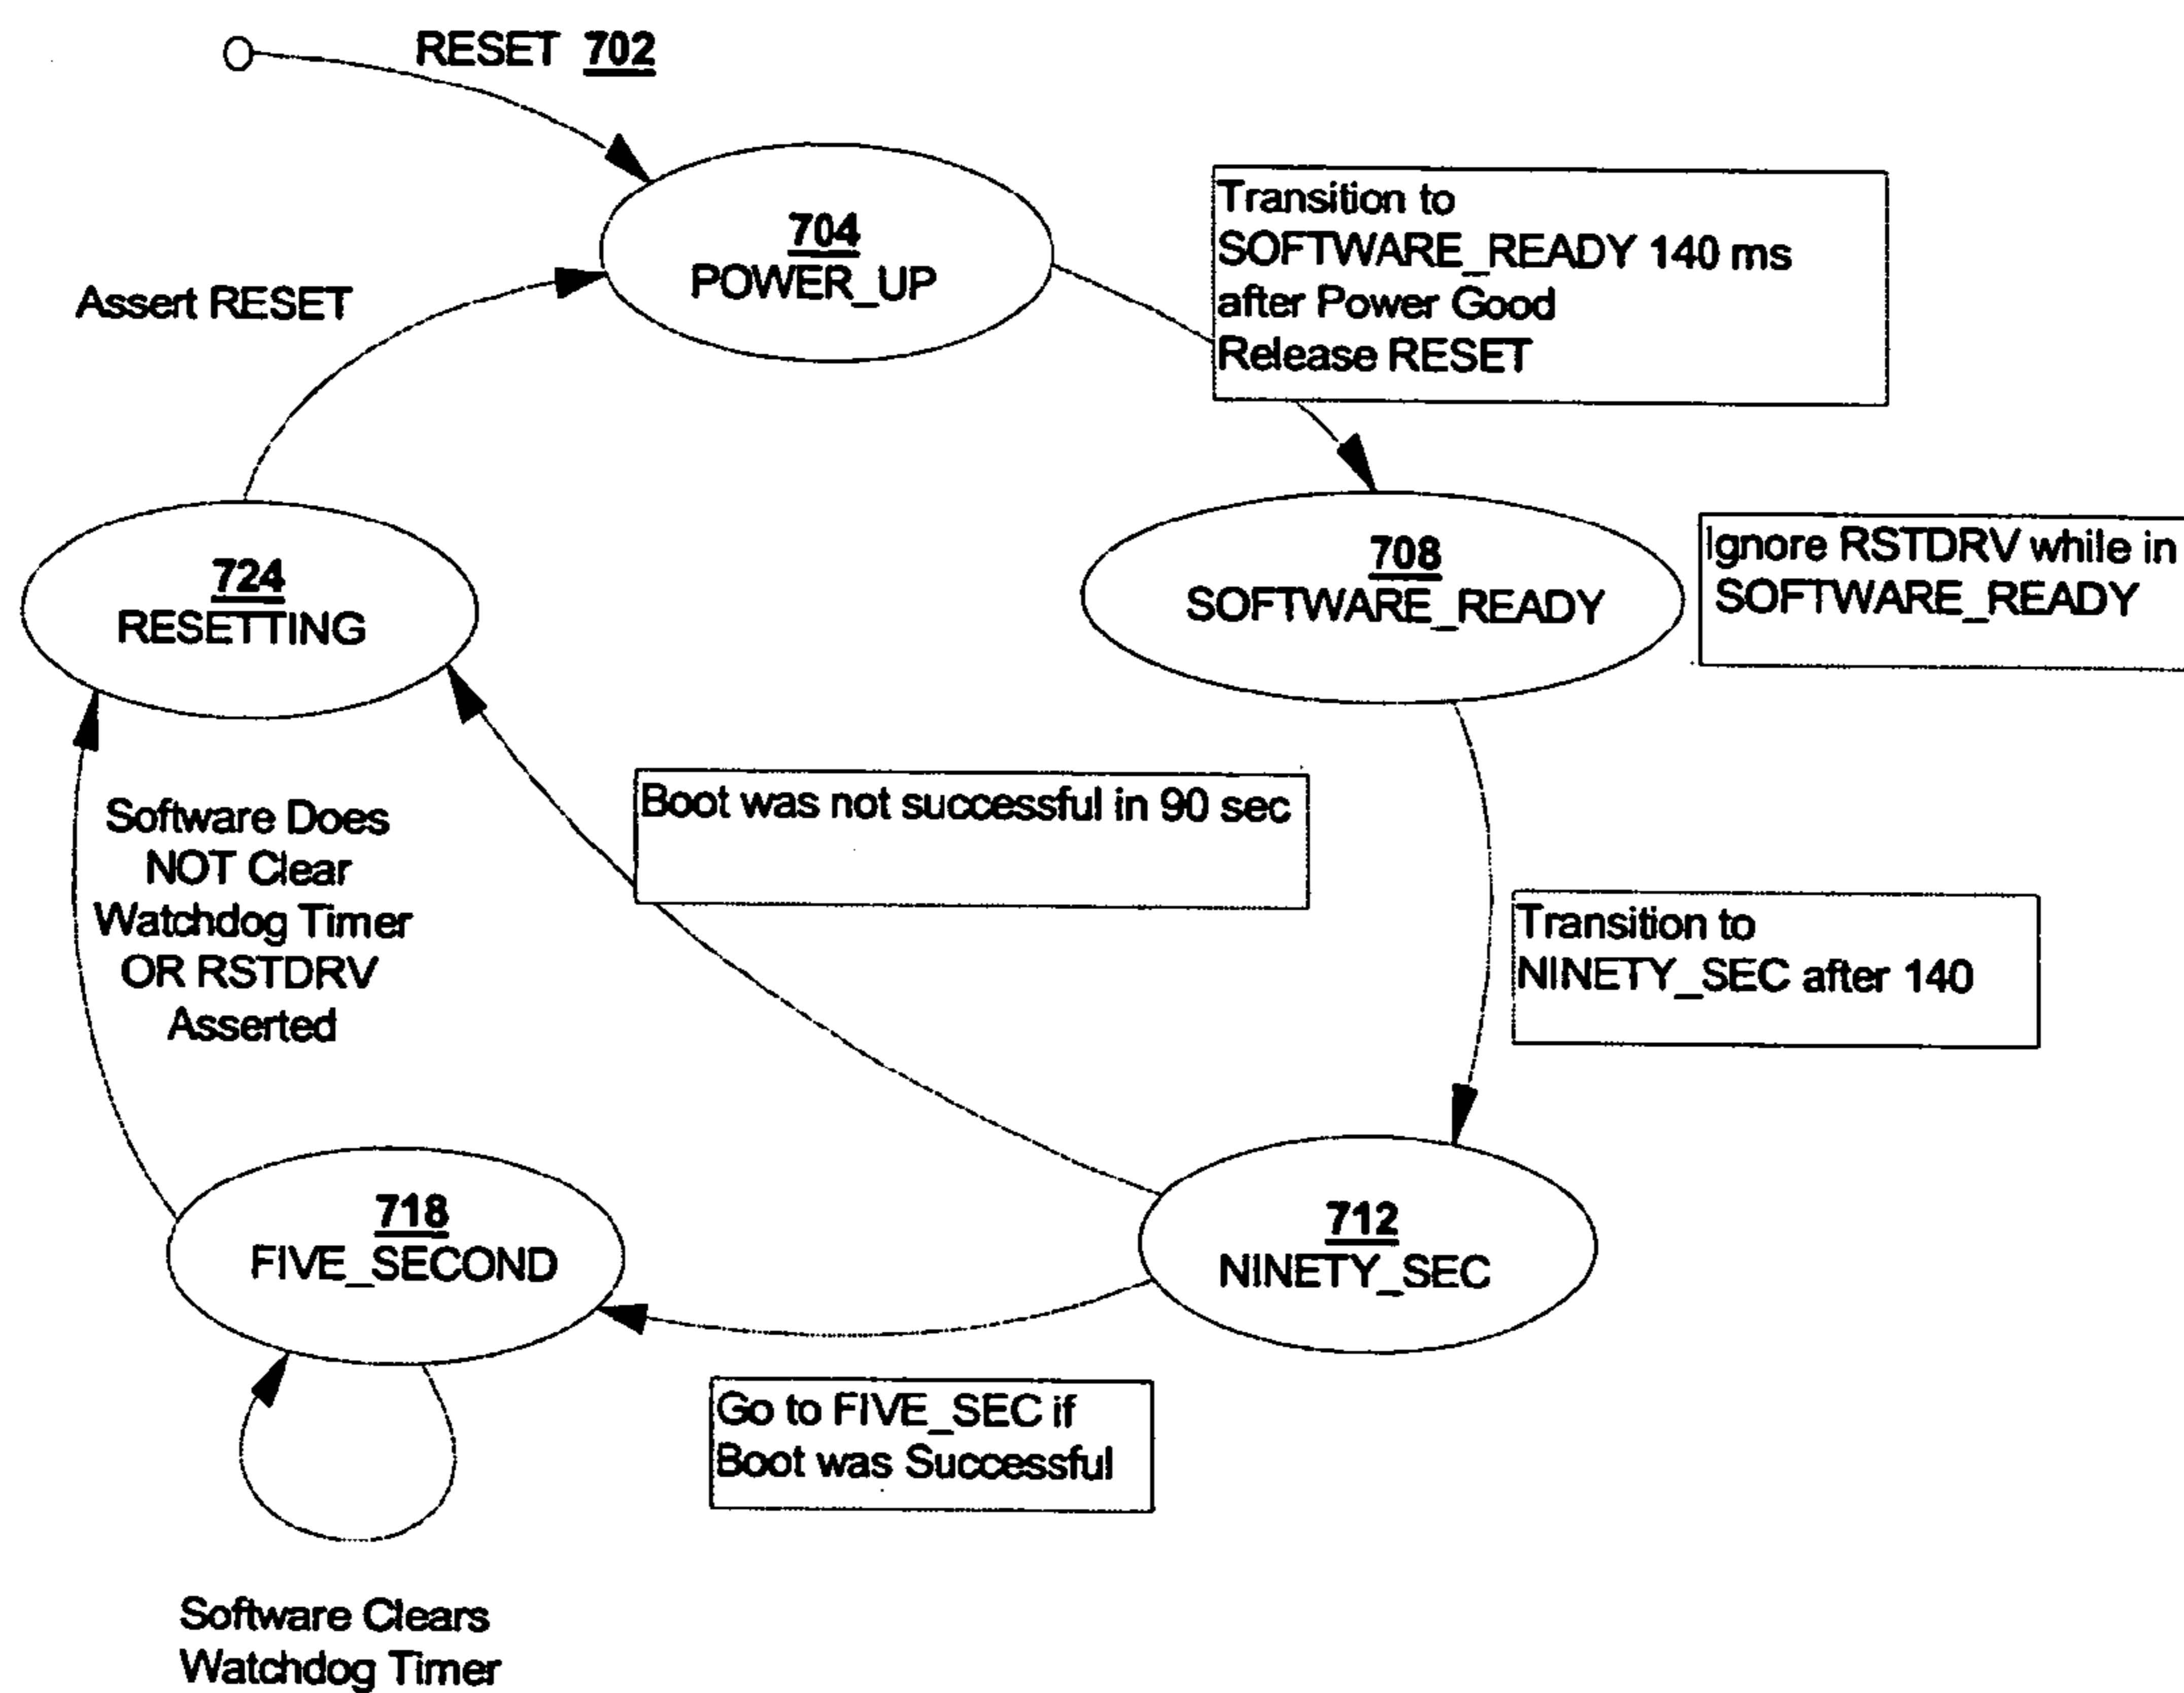 RESET 702
704
POWER_UP
Transition to
SOFTWARE_READY 140 ms
after Power Good
Release RESET
Assert RESET
708
SOFTWARE_READY
Ignore RSTDRV while in
SOFTWARE_READY
724
RESETTING
Boot was not successful in 90 sec
Software Does
NOT Clear
Watchdog Timer
OR RSTDRV
Asserted
Transition to
NINETY_SEC after 140
718
FIVE_SECOND
712
NINETY_SEC
Go to FIVE_SEC if
Boot was Successful
Software Clears
Watchdog Timer